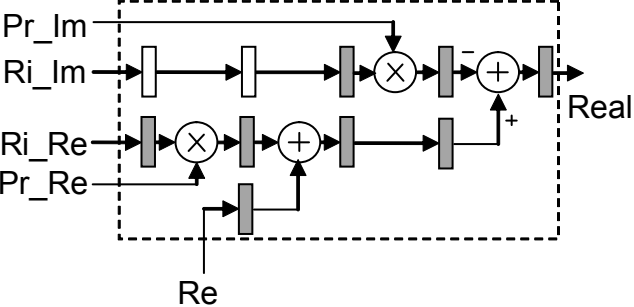 Pr_Im
Ri_Im
Real
Ri_Re
Pr_Re
Re
× − + × + +